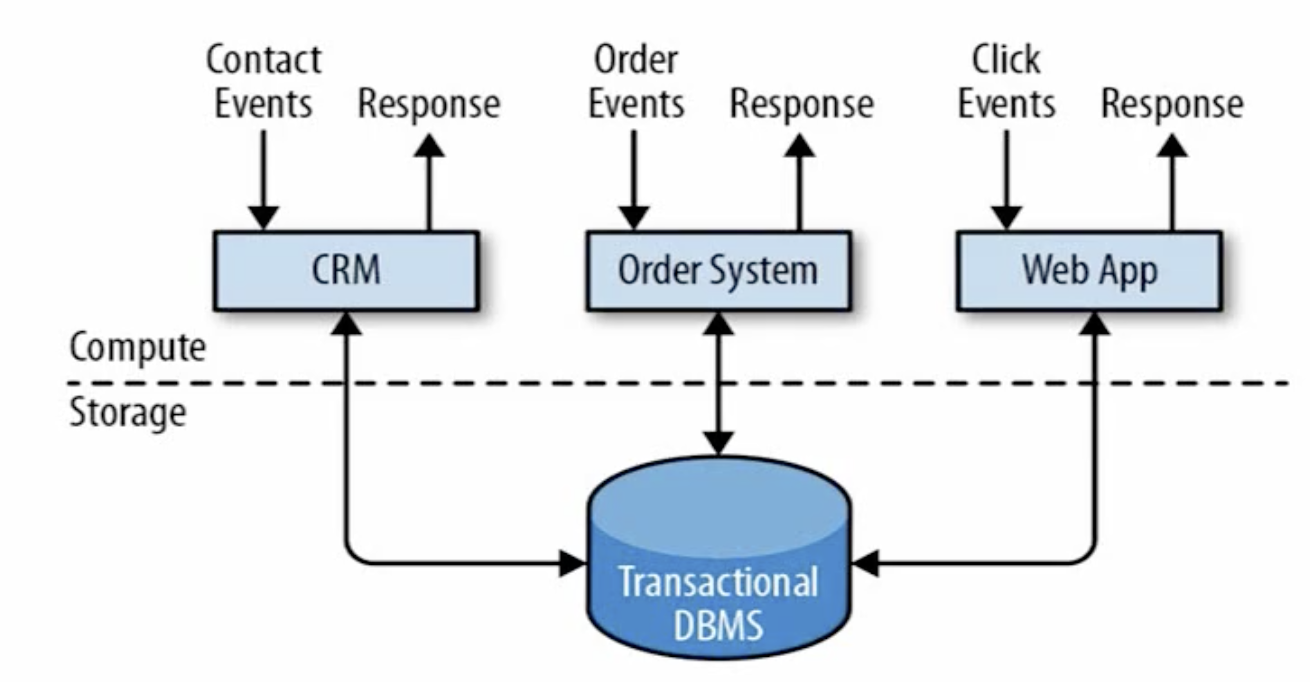 Contact
Events
Response
Order
Events
Response
Click
Events
Response
CRM
Order System
Web App
Compute
Storage
Transactional
DBMS